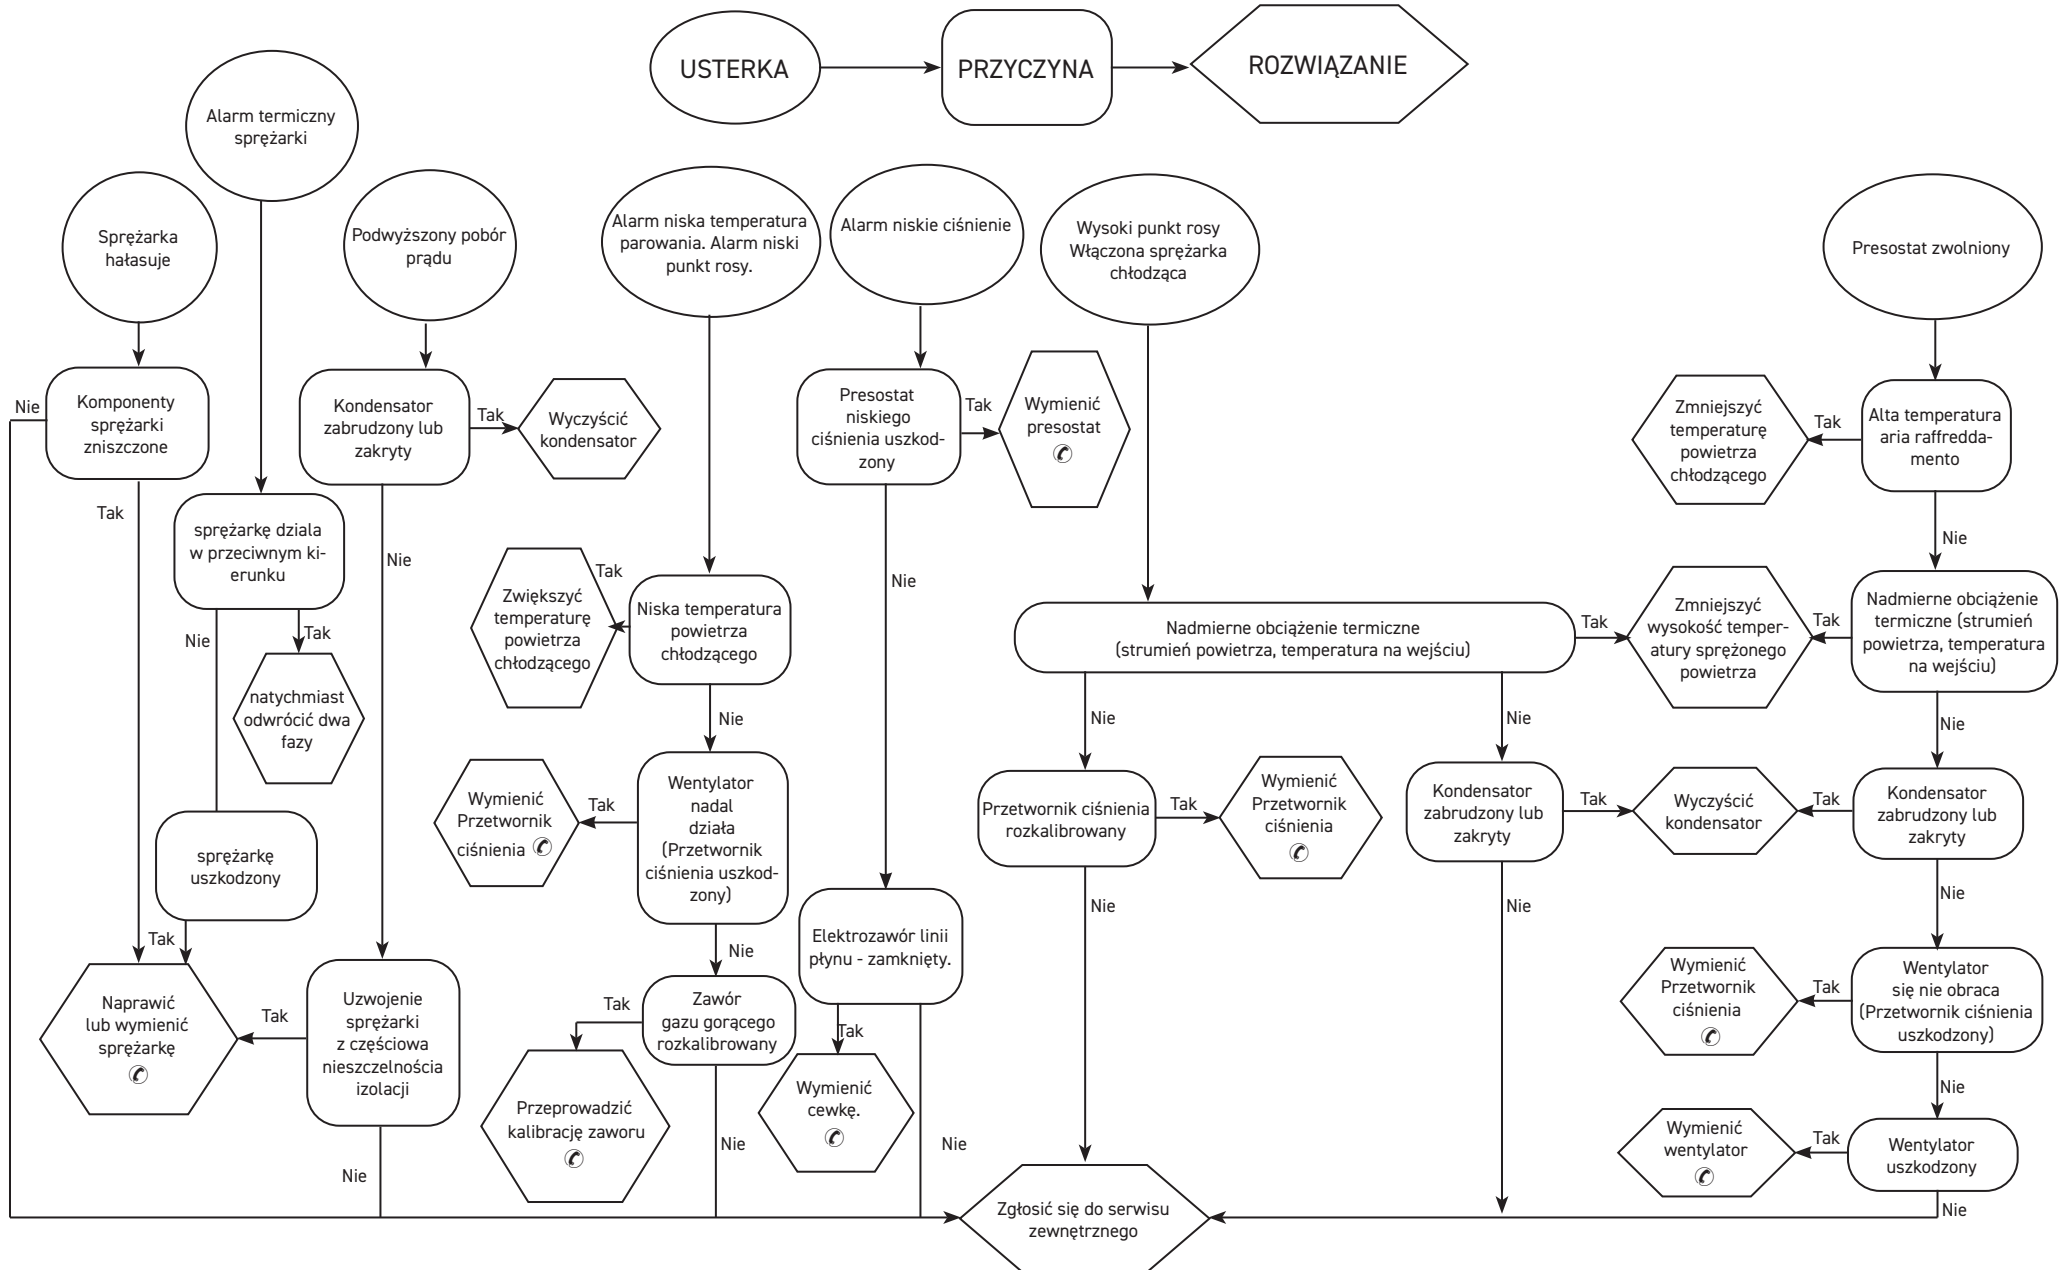 USTERKA
PRZYCZYNA
ROZWIĄZANIE
Alarm termiczny
sprężarki
Sprężarka
hałasuje
Podwyższony pobór
prądu
Alarm niska temperatura
parowania. Alarm niski
punkt rosy.
Alarm niskie ciśnienie
Wysoki punkt rosy
Włączona sprężarka
chłodząca
Presostat zwolniony
Nie
Komponenty
sprężarki
zniszczone
Tak
Kondensator
zabrudzony lub
zakryty
Tak
Wyczyścić
kondensator
Presostat
niskiego
ciśnienia uszkod-
zony
Tak
Wymienić
presostat
Zmniejszyć
temperaturę
powietrza
chłodzącego
Tak
Alta temperatura
aria raffredda-
mento
sprężarkę dziala
w przeciwnym ki-
erunku
Nie
Nie
Nie
Nie
Tak
natychmiast
odwrócić dwa
fazy
Zwiększyć
temperaturę
powietrza
chłodzącego
Tak
Niska temperatura
powietrza
chłodzącego
Nadmierne obciążenie termiczne
(strumień powietrza, temperatura na wejściu)
Tak
Zmniejszyć
wysokość temper-
atury sprężonego
powietrza
Tak
Nadmierne obciążenie
termiczne (strumień
powietrza, temperatura
na wejściu)
Nie
Nie
Nie
Nie
Wymienić
Przetwornik
ciśnienia
Tak
Wentylator
nadal
działa
(Przetwornik
ciśnienia uszkod-
zony)
Przetwornik ciśnienia
rozkalibrowany
Tak
Wymienić
Przetwornik
ciśnienia
Kondensator
zabrudzony lub
zakryty
Tak
Wyczyścić
kondensator
Tak
Kondensator
zabrudzony lub
zakryty
sprężarkę
uszkodzony
Tak
Nie
Nie
Nie
Nie
Elektrozawór linii
płynu - zamknięty.
Naprawić
lub wymienić
sprężarkę
Tak
Uzwojenie
sprężarki
z częściowa
nieszczelnościa
izolacji
Tak
Zawór
gazu gorącego
rozkalibrowany
Tak
Wymienić
Przetwornik
ciśnienia
Tak
Wentylator
się nie obraca
(Przetwornik ciśnienia
uszkodzony)
Nie
Przeprowadzić
kalibrację zaworu
Wymienić
cewkę.
Wymienić
wentylator
Tak
Wentylator
uszkodzony
Nie
Nie
Nie
Nie
Zgłosić się do serwisu
zewnętrznego